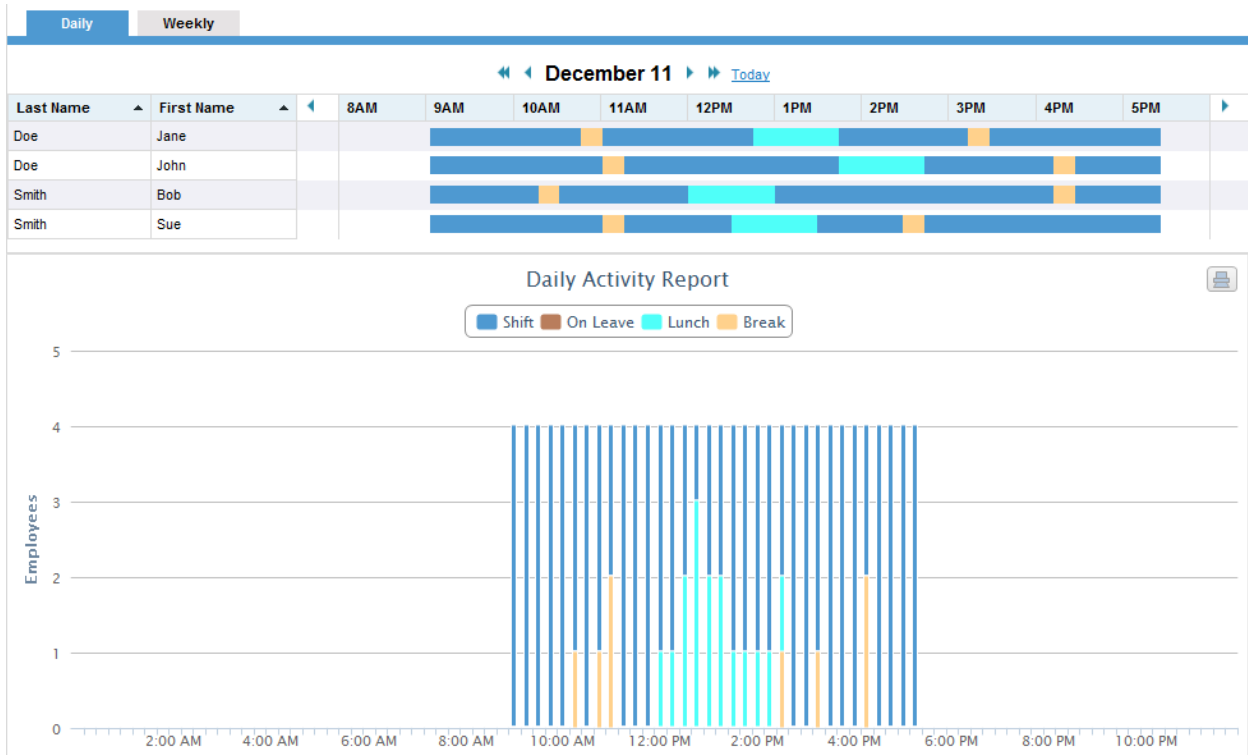 Daily Weekly
December 11 Today
Last Name First Name 8AM 9AM 10AM 11AM 12PM 1PM 2PM 3PM 4PM 5PM
Doe Jane
Doe John
Smith Bob
Smith Sue
Daily Activity Report
Shift On Leave Lunch Break
5
4
3
2
1
0
Employees
2:00 AM 4:00 AM 6:00 AM 8:00 AM 10:00 AM 12:00 PM 2:00 PM 4:00 PM 6:00 PM 8:00 PM 10:00 PM